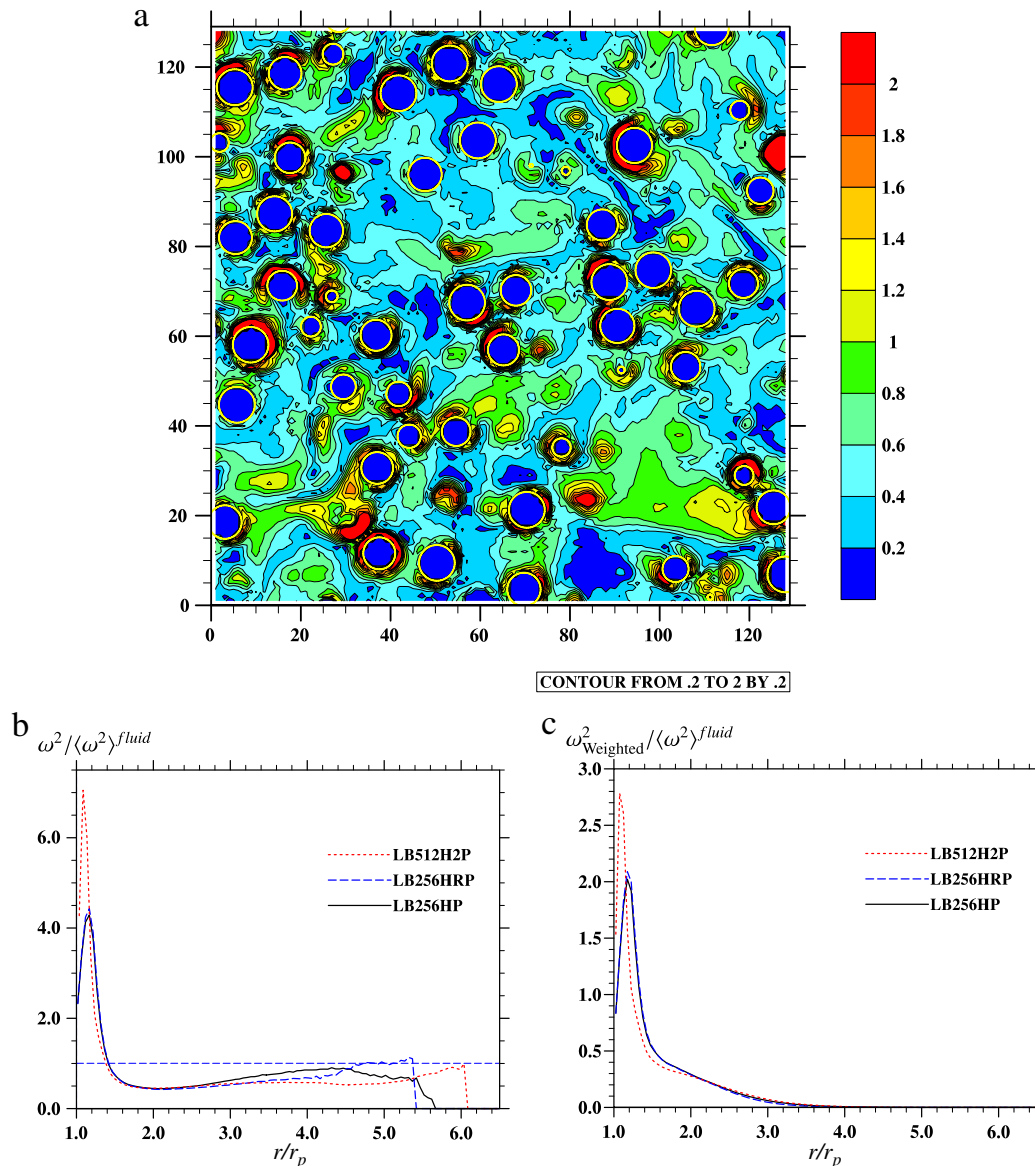 a
120
100
80
60
40
20
0
0 20 40 60 80 100 120
2
1.8
1.6
1.4
1.2
1
0.8
0.6
0.4
0.2
CONTOUR FROM .2 TO 2 BY .2
b
ω²/⟨ω²⟩^fluid
6.0
4.0
2.0
0.0
1.0 2.0 3.0 4.0 5.0 6.0
r/r_p
LB512H2P
LB256HRP
LB256HP
c
ω²_Weighted/⟨ω²⟩^fluid
3.0
2.5
2.0
1.5
1.0
0.5
0.0
1.0 2.0 3.0 4.0 5.0 6.0
r/r_p
LB512H2P
LB256HRP
LB256HP